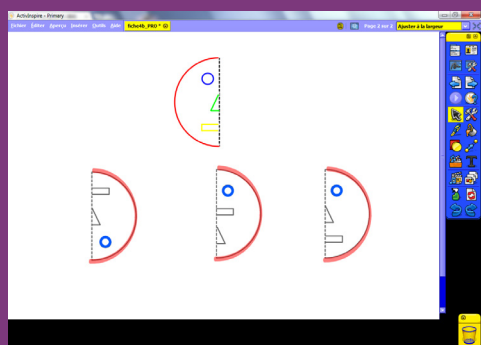 ActivInspire - Primary
Fichier Éditer Aperçu Insérer Outils Aide fiche4b_PRO* Page 2 sur 2 Ajuster à la largeur